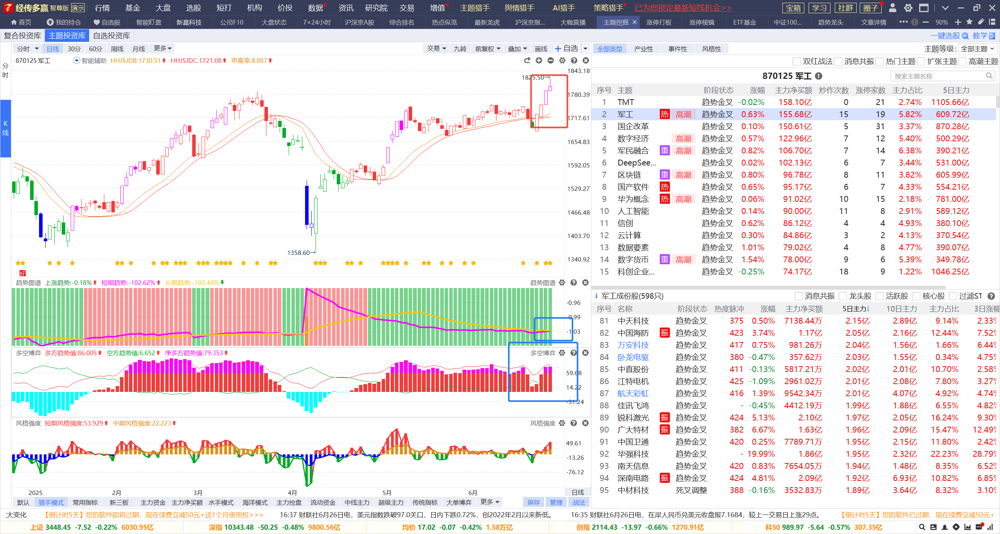 经传多赢 智尊版 演示 行情 基金 大盘 选股 短打 机构 价投 数据 资讯 研究院 交易 增值 主题猎手 舆情猎手 AI猎手 策略猎手 已为您锁定最新短线机会>> 宝箱 学习 社群 圈子
首页 我的持仓 自选股 智能盯盘 新晨科技 公司F10 大盘状态 7×24小时 沪深京A股 综合排名 热点纵览 最新龙虎 沪深京指... 大咖直播 主题挖掘 涨停打板 涨停棱镜 ETF基金 中证100... 趋势龙头 文章详情 90%
复合投资库 主题投资库 自选投资库 一键选股 教学
分时 日线 30分 60分 周线 月线 更多 交易 九转 前复权 叠加 画线 自选 全部类型 产业性 事件性 风格性 主题等级: 全部主题
分时
K线
870125 军工 智能辅助 HHJSJDB:1730.51 HHJSJDC:1721.08 乖离率:4.087
1825.50
1358.60
1843.18
1780.39
1717.61
1654.83
1592.05
1529.27
1466.48
1403.70
1340.92
好
趋势图谱 上涨趋势:-0.18% 短期趋势:-102.62% 长期趋势:-102.44% 趋势图谱
-0.96
-0.99
-1.03
多空博弈 多方趋势值:86.005 空方趋势值:6.652 净多方趋势值:79.353 多空博弈
59.68
14.22
-31.24
风格强度 短期风格强度:53.929 中期风格强度:22.223 风格强度
49.61
-13.26
-76.12
2025 2月 3月 4月 5月 6月 日线
默认 猎手模式 常用指标 新三板 主力资金 主力净买额 水手模式 海洋模式 主力控盘 流动资金 中线主力 超级主力 传统指标 大单博弈 更多 保存 管理 战法
双红战法 消息共振 热门主题 扩张主题 高潮主题
870125 军工 搜索主题名称
序号 主题 阶段状态 涨幅 主力净买额 炒作次数 涨停家数 主力占比 5日主力
1 TMT 趋势金叉 -0.02% 158.10亿 0 21 2.74% 1105.66亿
2 军工 热 高潮 趋势金叉 0.63% 155.68亿 15 19 5.82% 609.72亿
3 国企改革 趋势金叉 0.10% 150.61亿 5 31 3.37% 870.28亿
4 数字经济 高潮 趋势金叉 0.57% 122.96亿 7 12 5.40% 500.29亿
5 军民融合 重 高潮 趋势金叉 0.82% 106.70亿 7 14 6.38% 390.21亿
6 DeepSee... 趋势金叉 0.02% 102.13亿 6 7 3.44% 531.00亿
7 区块链 重 高潮 趋势金叉 0.80% 96.78亿 8 11 3.82% 605.99亿
8 国产软件 热 趋势金叉 0.65% 95.17亿 6 7 4.33% 554.21亿
9 华为概念 热 高潮 趋势金叉 0.06% 91.02亿 10 15 2.18% 781.00亿
10 人工智能 趋势金叉 0.14% 90.00亿 11 8 2.91% 589.12亿
11 信创 趋势金叉 0.62% 86.12亿 4 4 4.93% 380.10亿
12 云计算 趋势金叉 0.30% 84.86亿 3 2 4.13% 370.54亿
13 数据要素 趋势金叉 1.01% 79.02亿 4 8 4.77% 390.07亿
14 数字货币 重 高潮 趋势金叉 1.54% 78.00亿 9 6 5.39% 349.78亿
15 科创企业... 趋势金叉 -0.25% 74.17亿 18 9 1.22% 1046.25亿
军工成份股(598只) 消息共振 龙头股 活跃股 核心股 过滤ST
序号 名称 阶段状态 热度脉冲 涨幅 主力净买额 5日主力↓ 10日主力 主力占比 3日涨幅
81 中天科技 趋势金叉 375 0.50% 7138.44万 2.15亿 2.89亿 9.14% 2.33%
82 中国海防 振 趋势金叉 423 3.74% 1.17亿 2.05亿 2.16亿 12.44% 7.52%
83 万安科技 趋势金叉 417 0.75% 981.26万 2.04亿 1.56亿 1.66% 6.44%
84 卧龙电驱 趋势金叉 380 -0.47% 357.62万 2.03亿 1.55亿 0.34% 4.75%
85 中直股份 趋势金叉 411 -0.13% 5817.21万 2.02亿 2.01亿 10.70% 2.58%
86 江特电机 趋势金叉 425 -1.09% 2961.02万 2.01亿 2.08亿 7.80% 3.27%
87 航天彩虹 趋势金叉 416 1.39% 9542.34万 2.01亿 4.07亿 4.92% 4.74%
88 佳讯飞鸿 趋势金叉 - -0.45% 4412.19万 1.99亿 1.88亿 6.55% 4.82%
89 锐科激光 振 趋势金叉 424 5.13% 2.10亿 1.97亿 2.05亿 16.24% 9.30%
90 广大特材 振 趋势金叉 382 6.67% 1.63亿 1.96亿 2.09亿 15.47% 12.49%
91 中国卫通 趋势金叉 420 0.25% 7789.71万 1.95亿 2.15亿 11.80% 2.42%
92 华强科技 趋势金叉 - 19.99% 1.86亿 1.95亿 2.32亿 22.23% 28.79%
93 南天信息 趋势金叉 420 0.83% 7654.05万 1.94亿 1.48亿 8.35% 6.52%
94 深南电路 振 趋势金叉 424 4.81% 2.09亿 1.92亿 6.93亿 10.82% 6.85%
95 中材科技 死叉调整 388 -0.16% 3532.83万 1.89亿 3.64亿 8.32% 3.10%
大变化 【倒计时5天】您的软件即将过期，现在续费立减50元+送1个月使用权>>> 16:37 财联社6月26日电，美元指数跌破97.0关口，日内下跌0.72%，创2022年2月以来新低。 16:35 财联社6月26日电，在岸人民币兑美元收盘报7.1684，较上一交易日上涨29点。 【倒计时5天】您的软件已过期，现在续费立减50元+
上证 3448.45 -7.52 -0.22% 6030.95亿 深指 10343.48 -50.25 -0.48% 9800.56亿 均价 17.02 -0.07 -0.42% 1.58万亿 创指 2114.43 -13.97 -0.66% 1270.91亿 科50 989.97 -5.64 -0.57% 307.35亿